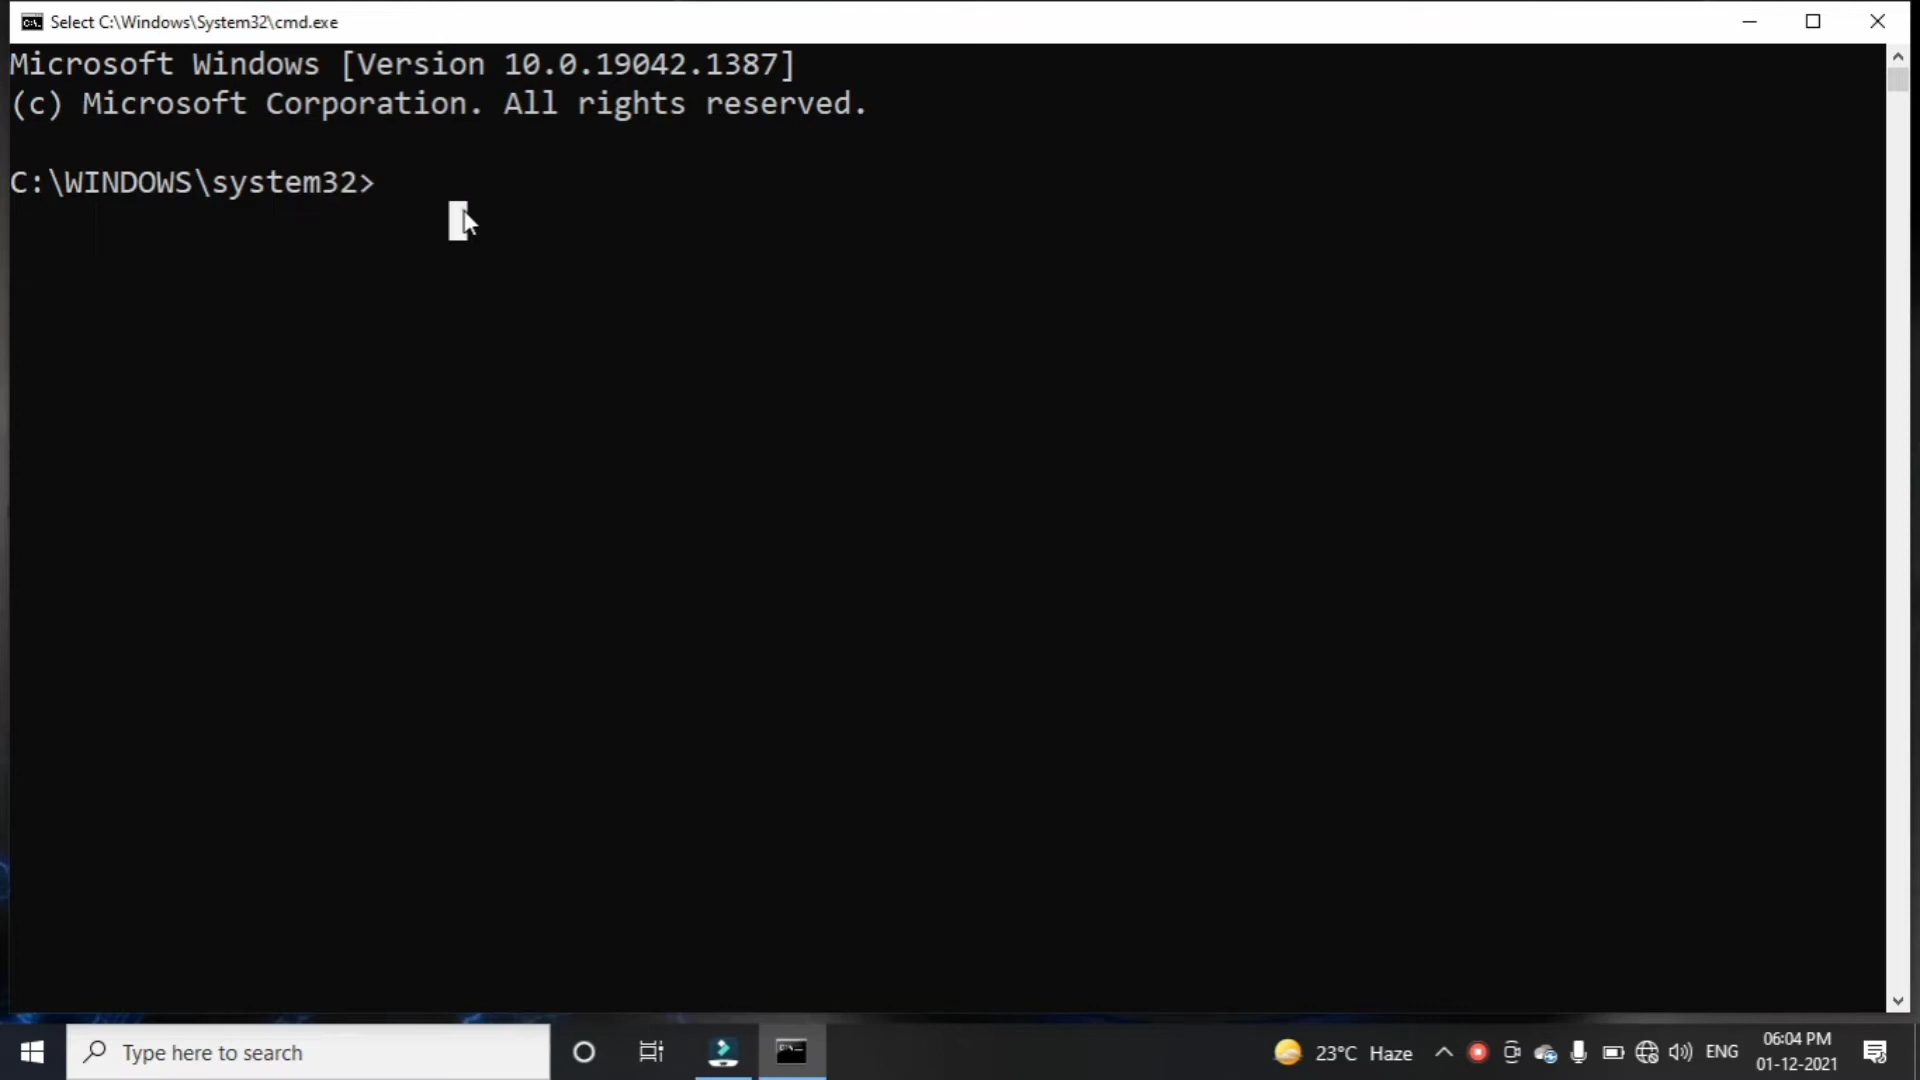 Select C:\Windows\System32\cmd.exe
Microsoft Windows [Version 10.0.19042.1387]
(c) Microsoft Corporation. All rights reserved.
C:\WINDOWS\system32>
Type here to search
23°C Haze
ENG
06:04 PM
01-12-2021